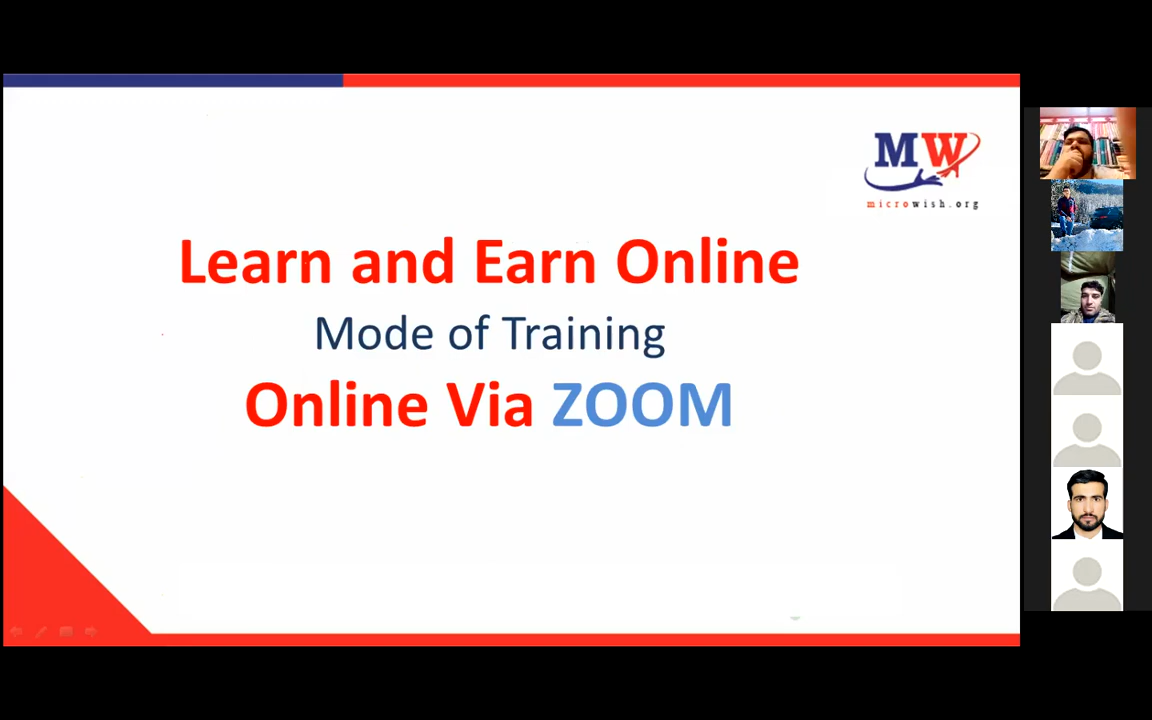 MW
microwish.org
Learn and Earn Online
Mode of Training
Online Via ZOOM